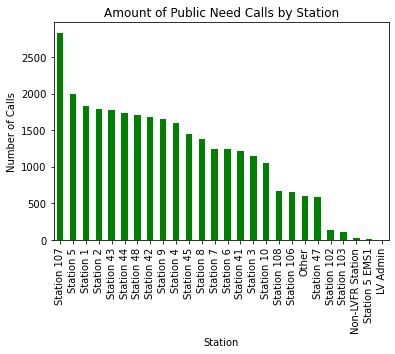 Amount of Public Need Calls by Station
Number of Calls
2500
2000
1500
1000
500
0
Station 107
Station 5
Station 1
Station 2
Station 43
Station 44
Station 48
Station 42
Station 9
Station 4
Station 45
Station 8
Station 7
Station 6
Station 41
Station 3
Station 10
Station 108
Station 106
Other
Station 47
Station 102
Station 103
Non-LVFR Station
Station 5 EMS1
LV Admin
Station